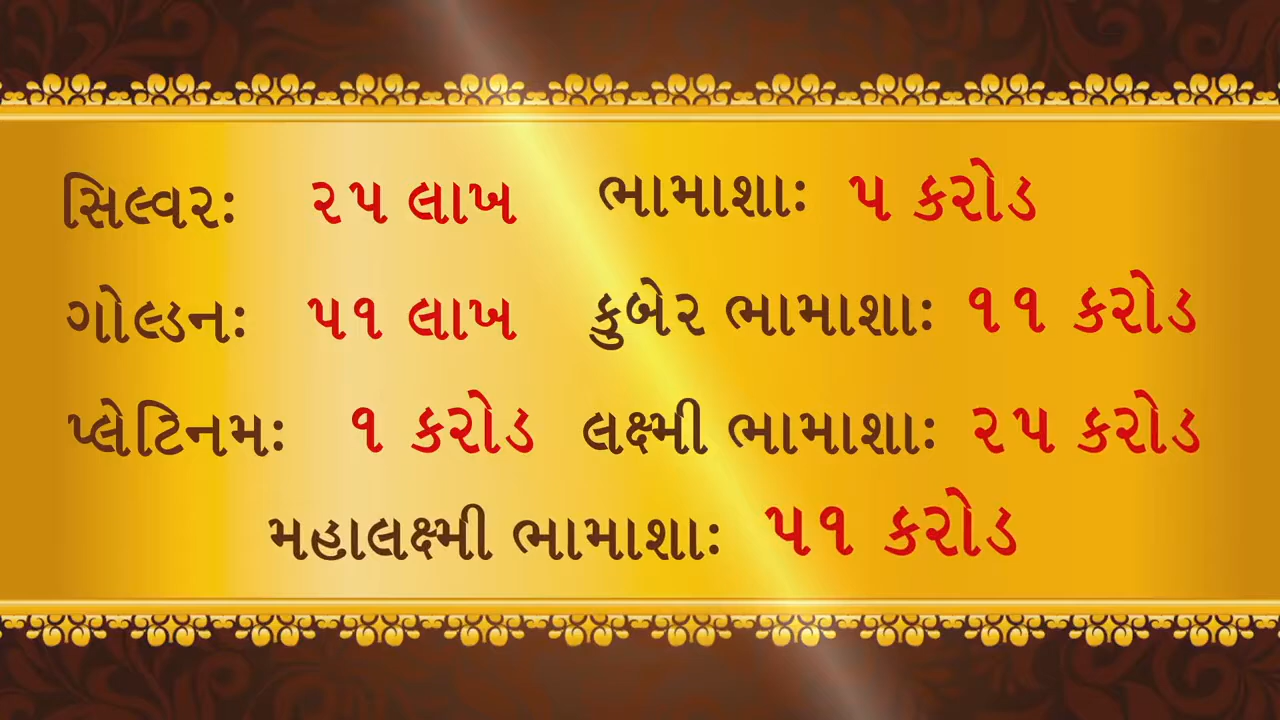 સિલ્વરઃ ૨૫ લાખ ભામાશાઃ ૫ કરોડ
ગોલ્ડનઃ ૫૧ લાખ કુબેર ભામાશાઃ ૧૧ કરોડ
પ્લેટિનમઃ ૧ કરોડ લક્ષ્મી ભામાશાઃ ૨૫ કરોડ
મહાલક્ષ્મી ભામાશાઃ ૫૧ કરોડ